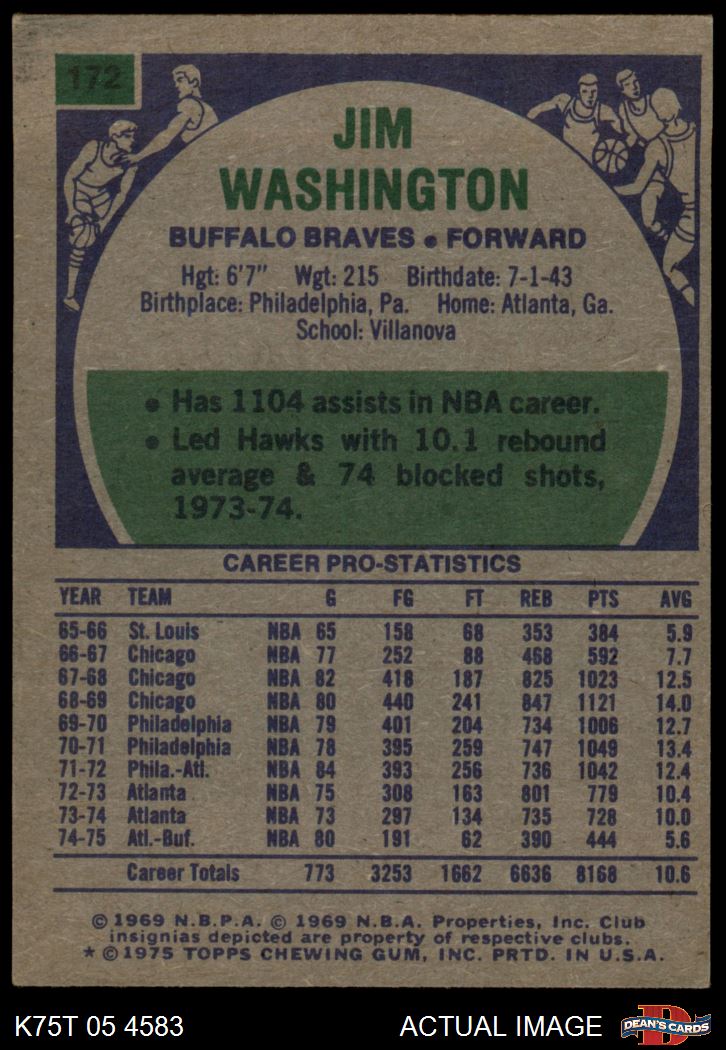 172
JIM
WASHINGTON
BUFFALO BRAVES • FORWARD
Hgt: 6'7" Wgt: 215 Birthdate: 7-1-43
Birthplace: Philadelphia, Pa. Home: Atlanta, Ga.
School: Villanova
• Has 1104 assists in NBA career.
• Led Hawks with 10.1 rebound
average & 74 blocked shots,
1973-74.
CAREER PRO-STATISTICS
YEAR TEAM G FG FT REB PTS AVG
65-66 St. Louis NBA 65 158 68 353 384 5.9
66-67 Chicago NBA 77 252 88 468 592 7.7
67-68 Chicago NBA 82 418 187 825 1023 12.5
68-69 Chicago NBA 80 440 241 847 1121 14.0
69-70 Philadelphia NBA 79 401 204 734 1006 12.7
70-71 Philadelphia NBA 78 395 259 747 1049 13.4
71-72 Phila.-Atl. NBA 84 393 256 736 1042 12.4
72-73 Atlanta NBA 75 308 163 801 779 10.4
73-74 Atlanta NBA 73 297 134 735 728 10.0
74-75 Atl.-Buf. NBA 80 191 62 390 444 5.6
Career Totals 773 3253 1662 6636 8168 10.6
© 1969 N.B.P.A. © 1969 N.B.A. Properties, Inc. Club
insignias depicted are property of respective clubs.
* © 1975 TOPPS CHEWING GUM, INC. PRTD. IN U.S.A.
K75T 05 4583 ACTUAL IMAGE D DEAN'S CARDS